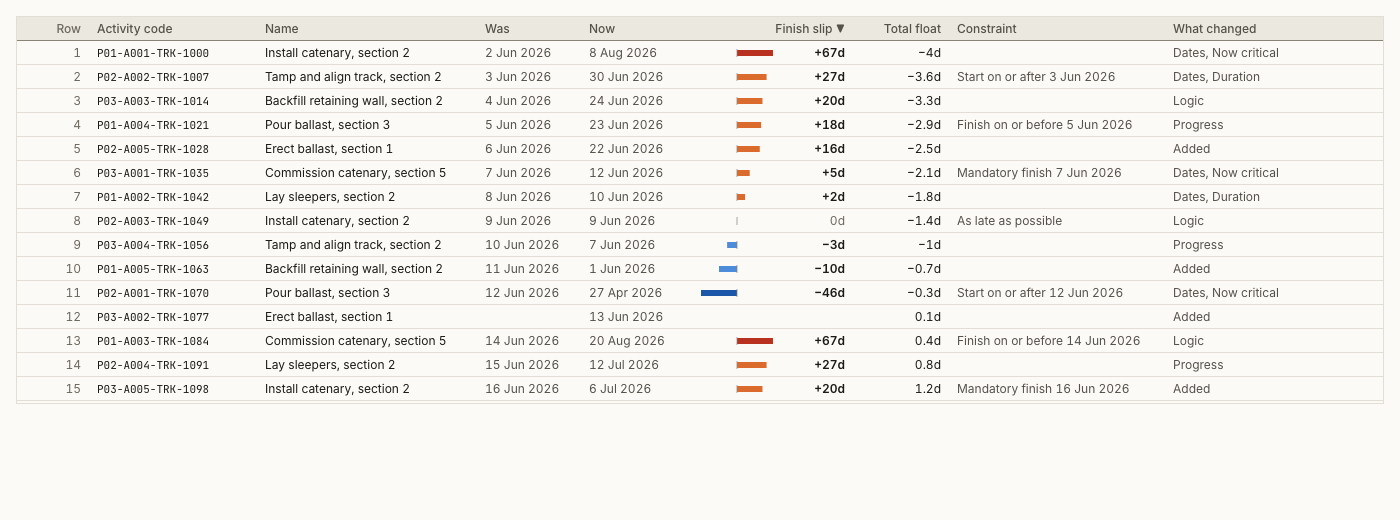 Row Activity code Name Was Now Finish slip ▼ Total float Constraint What changed
1 P01-A001-TRK-1000 Install catenary, section 2 2 Jun 2026 8 Aug 2026 +67d −4d Dates, Now critical
2 P02-A002-TRK-1007 Tamp and align track, section 2 3 Jun 2026 30 Jun 2026 +27d −3.6d Start on or after 3 Jun 2026 Dates, Duration
3 P03-A003-TRK-1014 Backfill retaining wall, section 2 4 Jun 2026 24 Jun 2026 +20d −3.3d Logic
4 P01-A004-TRK-1021 Pour ballast, section 3 5 Jun 2026 23 Jun 2026 +18d −2.9d Finish on or before 5 Jun 2026 Progress
5 P02-A005-TRK-1028 Erect ballast, section 1 6 Jun 2026 22 Jun 2026 +16d −2.5d Added
6 P03-A001-TRK-1035 Commission catenary, section 5 7 Jun 2026 12 Jun 2026 +5d −2.1d Mandatory finish 7 Jun 2026 Dates, Now critical
7 P01-A002-TRK-1042 Lay sleepers, section 2 8 Jun 2026 10 Jun 2026 +2d −1.8d Dates, Duration
8 P02-A003-TRK-1049 Install catenary, section 2 9 Jun 2026 9 Jun 2026 0d −1.4d As late as possible Logic
9 P03-A004-TRK-1056 Tamp and align track, section 2 10 Jun 2026 7 Jun 2026 −3d −1d Progress
10 P01-A005-TRK-1063 Backfill retaining wall, section 2 11 Jun 2026 1 Jun 2026 −10d −0.7d Added
11 P02-A001-TRK-1070 Pour ballast, section 3 12 Jun 2026 27 Apr 2026 −46d −0.3d Start on or after 12 Jun 2026 Dates, Now critical
12 P03-A002-TRK-1077 Erect ballast, section 1 13 Jun 2026 0.1d Added
13 P01-A003-TRK-1084 Commission catenary, section 5 14 Jun 2026 20 Aug 2026 +67d 0.4d Finish on or before 14 Jun 2026 Logic
14 P02-A004-TRK-1091 Lay sleepers, section 2 15 Jun 2026 12 Jul 2026 +27d 0.8d Progress
15 P03-A005-TRK-1098 Install catenary, section 2 16 Jun 2026 6 Jul 2026 +20d 1.2d Mandatory finish 16 Jun 2026 Added